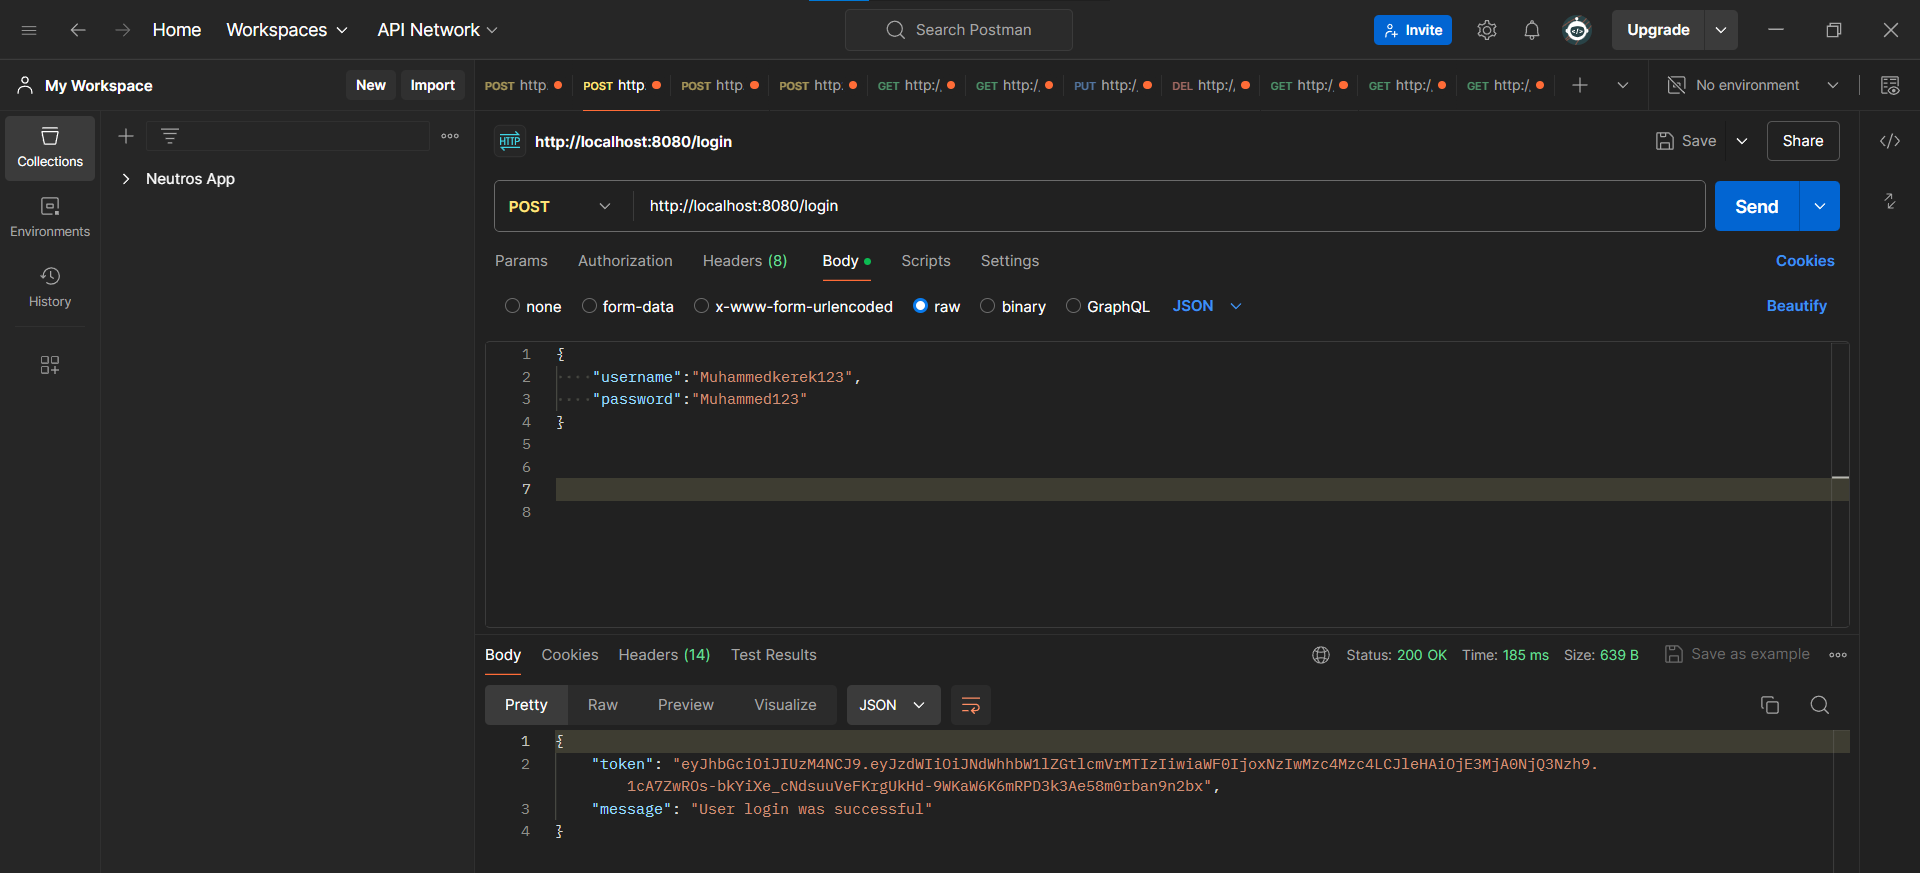 Home Workspaces API Network Search Postman Invite Upgrade
My Workspace New Import POST http. POST http. POST http POST http. GET http:/. GET http:/. PUT http:/. DEL http:/. GET http:/. GET http:/. GET http:/. No environment
Collections
Neutros App
Environments
History
HTTP http://localhost:8080/login Save Share
POST http://localhost:8080/login Send
Params Authorization Headers (8) Body Scripts Settings Cookies
none form-data x-www-form-urlencoded raw binary GraphQL JSON Beautify
1 {
2 "username":"Muhammedkerek123",
3 "password":"Muhammed123"
4 }
5
6
7
8
Body Cookies Headers (14) Test Results Status: 200 OK Time: 185 ms Size: 639 B Save as example
Pretty Raw Preview Visualize JSON
1 {
2 "token": "eyJhbGciOiJIUzM4NCJ9.eyJzdWIiOiJNdWhhbW1lZGtlcmVrMTIzIiwiaWF0IjoxNzIwMzc4Mzc4LCJleHAiOjE3MjA0NjQ3Nzh9.
1cA7ZwROs-bkYiXe_cNdsuuVeFKrgUkHd-9WKaW6K6mRPD3k3Ae58m0rban9n2bx",
3 "message": "User login was successful"
4 }